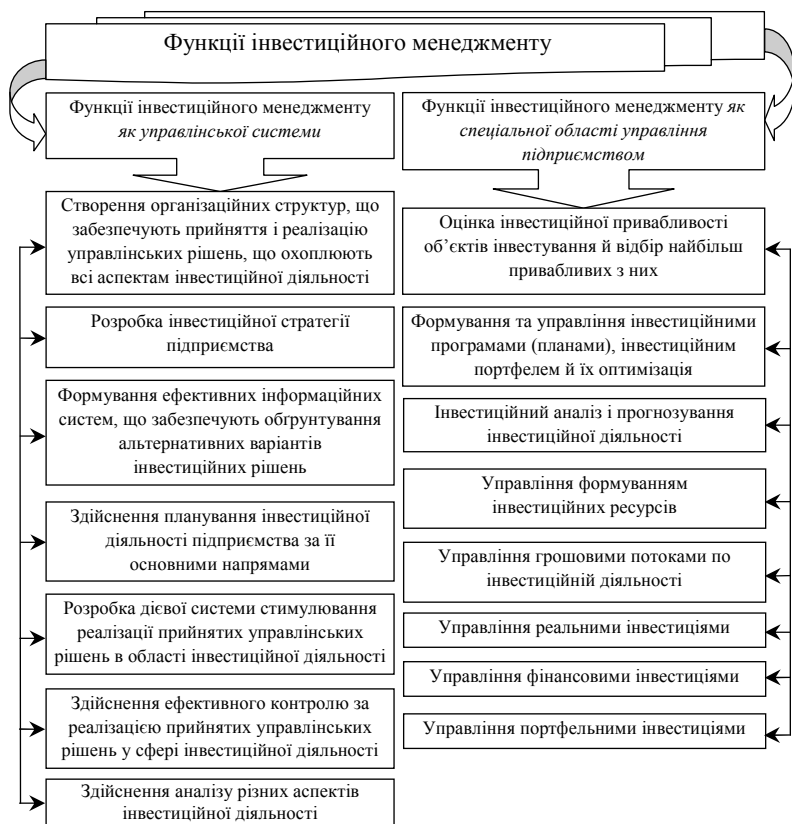 Функції інвестиційного менеджменту
Функції інвестиційного менеджменту
як управлінської системи
Створення організаційних структур, що
забезпечують прийняття і реалізацію
управлінських рішень, що охоплюють
всі аспектам інвестиційної діяльності
Розробка інвестиційної стратегії
підприємства
Формування ефективних інформаційних
систем, що забезпечують обґрунтування
альтернативних варіантів
інвестиційних рішень
Здійснення планування інвестиційної
діяльності підприємства за її
основними напрямами
Розробка дієвої системи стимулювання
реалізації прийнятих управлінських
рішень в області інвестиційної діяльності
Здійснення ефективного контролю за
реалізацією прийнятих управлінських
рішень у сфері інвестиційної діяльності
Здійснення аналізу різних аспектів
інвестиційної діяльності
Функції інвестиційного менеджменту як
спеціальної області управління
підприємством
Оцінка інвестиційної привабливості
об’єктів інвестування й відбір найбільш
привабливих з них
Формування та управління інвестиційними
програмами (планами), інвестиційним
портфелем й їх оптимізація
Інвестиційний аналіз і прогнозування
інвестиційної діяльності
Управління формуванням
інвестиційних ресурсів
Управління грошовими потоками по
інвестиційній діяльності
Управління реальними інвестиціями
Управління фінансовими інвестиціями
Управління портфельними інвестиціями